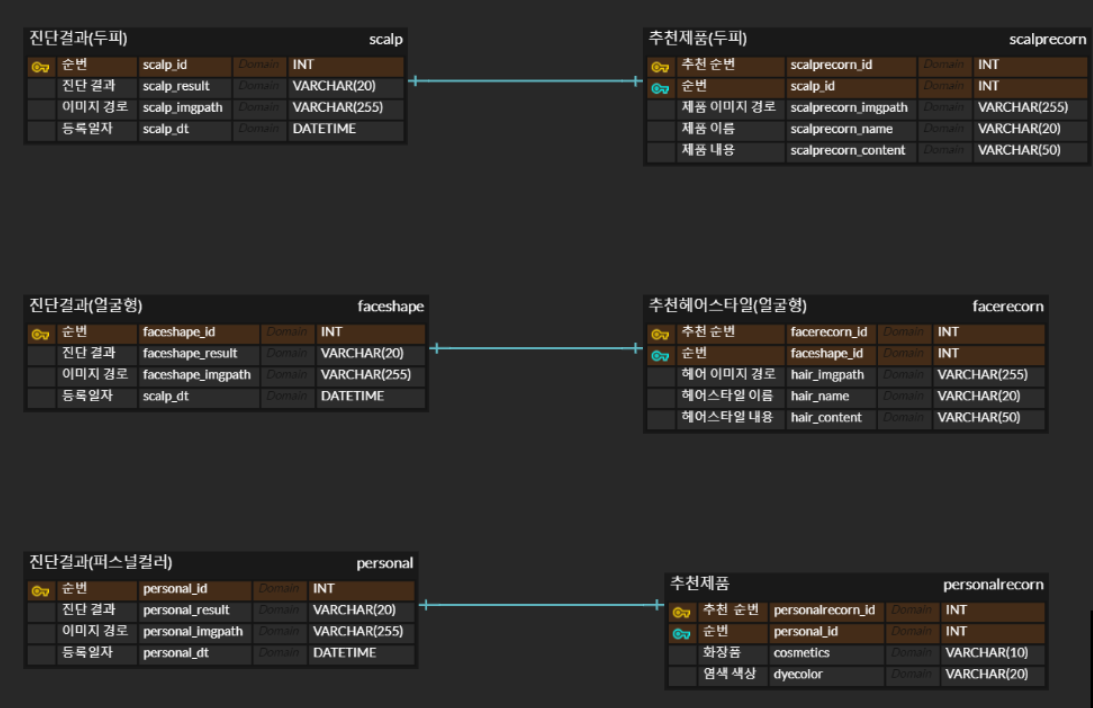 진단결과(두피) scalp
순번 scalp_id Domain INT
진단 결과 scalp_result Domain VARCHAR(20)
이미지 경로 scalp_imgpath Domain VARCHAR(255)
등록일자 scalp_dt Domain DATETIME
추천제품(두피) scalprecorn
추천 순번 scalprecorn_id Domain INT
순번 scalp_id Domain INT
제품 이미지 경로 scalprecorn_imgpath Domain VARCHAR(255)
제품 이름 scalprecorn_name Domain VARCHAR(20)
제품 내용 scalprecorn_content Domain VARCHAR(50)
진단결과(얼굴형) faceshape
순번 faceshape_id Domain INT
진단 결과 faceshape_result Domain VARCHAR(20)
이미지 경로 faceshape_imgpath Domain VARCHAR(255)
등록일자 scalp_dt Domain DATETIME
추천헤어스타일(얼굴형) facerecorn
추천 순번 facerecorn_id Domain INT
순번 faceshape_id Domain INT
헤어 이미지 경로 hair_imgpath Domain VARCHAR(255)
헤어스타일 이름 hair_name Domain VARCHAR(20)
헤어스타일 내용 hair_content Domain VARCHAR(50)
진단결과(퍼스널컬러) personal
순번 personal_id Domain INT
진단 결과 personal_result Domain VARCHAR(20)
이미지 경로 personal_imgpath Domain VARCHAR(255)
등록일자 personal_dt Domain DATETIME
추천제품 personalrecorn
추천 순번 personalrecorn_id Domain INT
순번 personal_id Domain INT
화장품 cosmetics Domain VARCHAR(10)
염색 색상 dyecolor Domain VARCHAR(20)